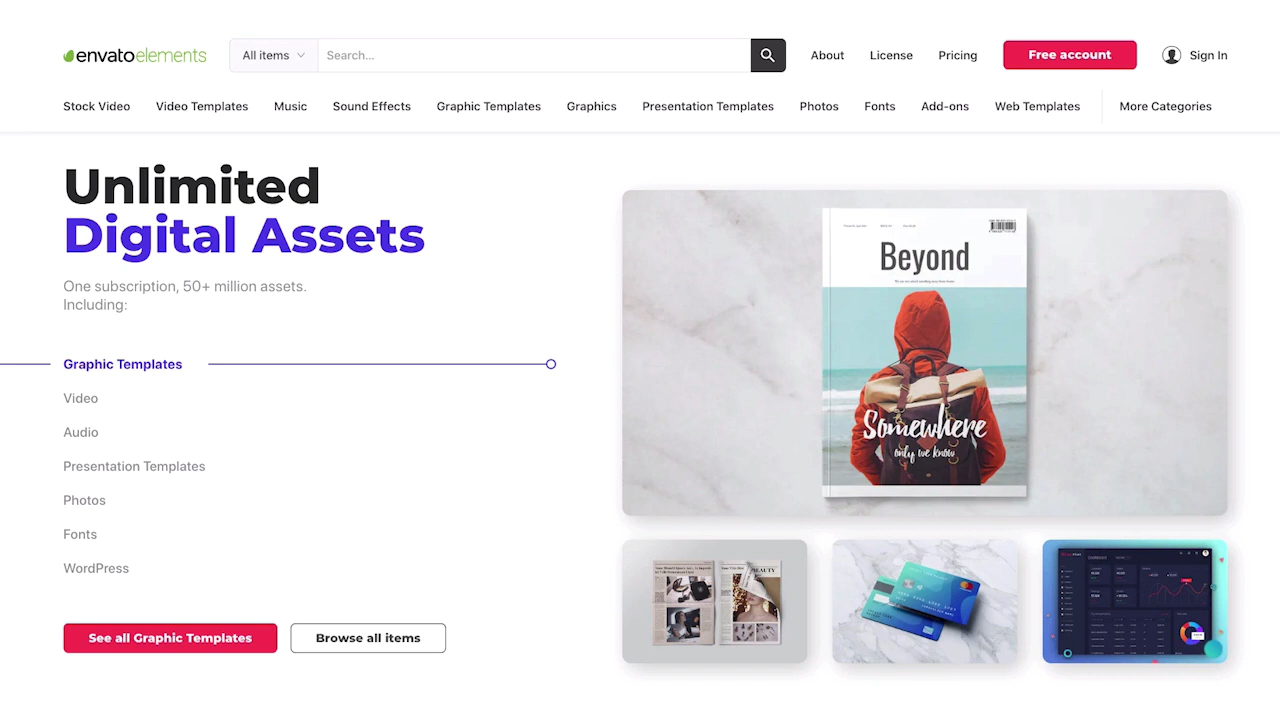 envatoelements
All items
Search...
About
License
Pricing
Free account
Sign In
Stock Video
Video Templates
Music
Sound Effects
Graphic Templates
Graphics
Presentation Templates
Photos
Fonts
Add-ons
Web Templates
More Categories
Unlimited
Digital Assets
One subscription, 50+ million assets.
Including:
Graphic Templates
Video
Audio
Presentation Templates
Photos
Fonts
WordPress
See all Graphic Templates
Browse all items
Beyond
Somewhere
only we know
BEAUTY